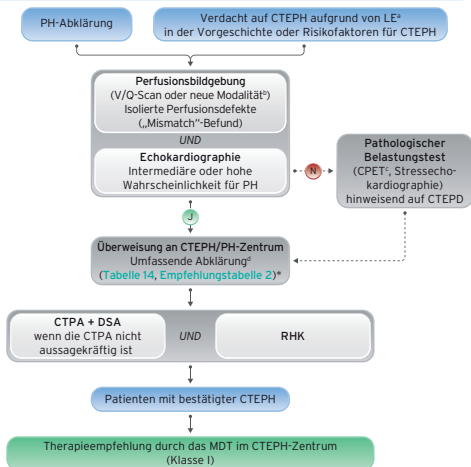 PH-Abklärung
Verdacht auf CTEPH aufgrund von LEᵃ
in der Vorgeschichte oder Risikofaktoren für CTEPH
Perfusionsbildgebung
(V/Q-Scan oder neue Modalitätᵇ)
Isolierte Perfusionsdefekte
(„Mismatch“-Befund)
UND
Echokardiographie
Intermediäre oder hohe
Wahrscheinlichkeit für PH
N
Pathologischer
Belastungstest
(CPETᶜ, Stressecho-
kardiographie)
hinweisend auf CTEPD
J
Überweisung an CTEPH/PH-Zentrum
Umfassende Abklärungᵈ
(Tabelle 14, Empfehlungstabelle 2)*
CTPA + DSA
wenn die CTPA nicht
aussagekräftig ist
UND
RHK
Patienten mit bestätigter CTEPH
Therapieempfehlung durch das MDT im CTEPH-Zentrum
(Klasse I)